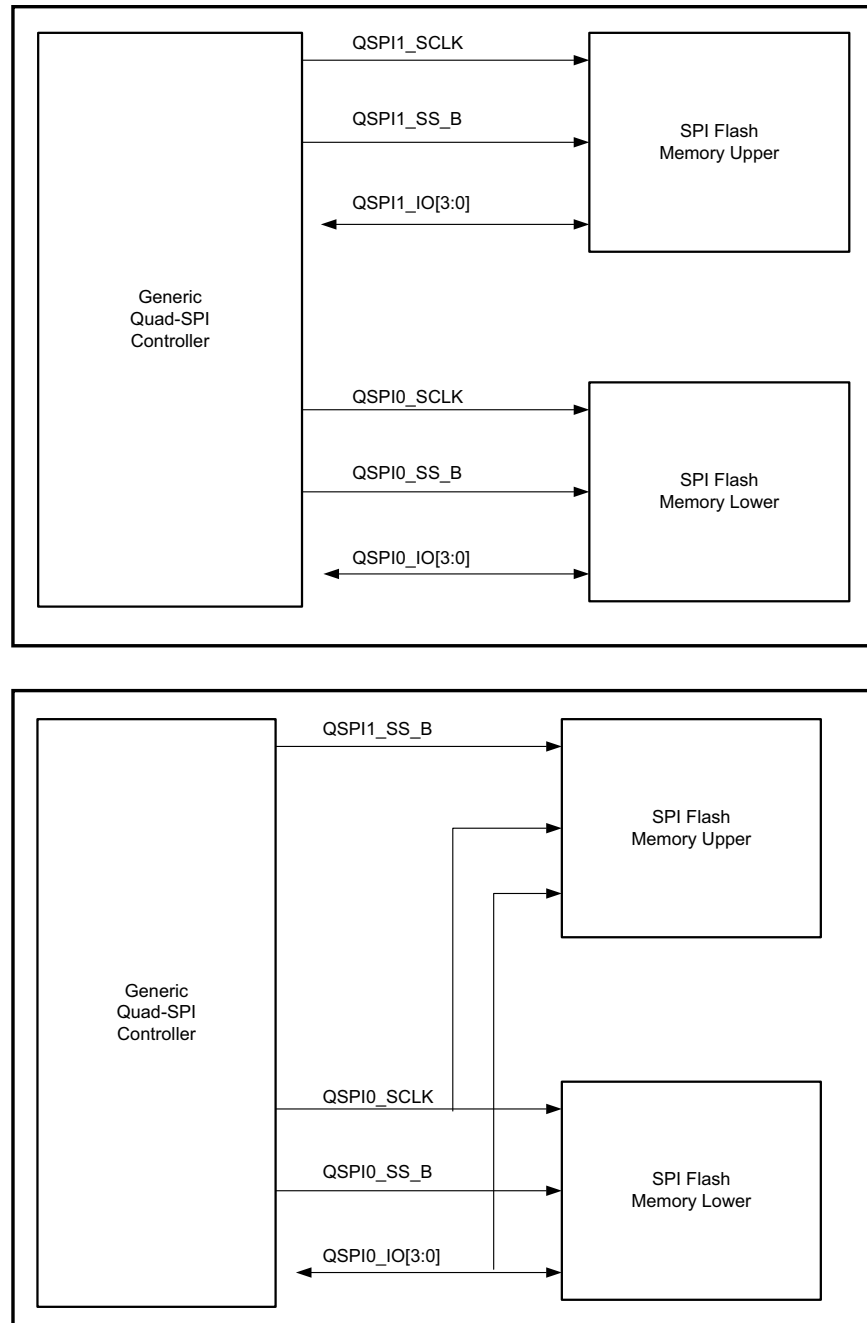 QSPI1_SCLK
QSPI1_SS_B
SPI Flash
Memory Upper
QSPI1_IO[3:0]
Generic
Quad-SPI
Controller
QSPI0_SCLK
QSPI0_SS_B
SPI Flash
Memory Lower
QSPI0_IO[3:0]
QSPI1_SS_B
SPI Flash
Memory Upper
Generic
Quad-SPI
Controller
QSPI0_SCLK
QSPI0_SS_B
SPI Flash
Memory Lower
QSPI0_IO[3:0]